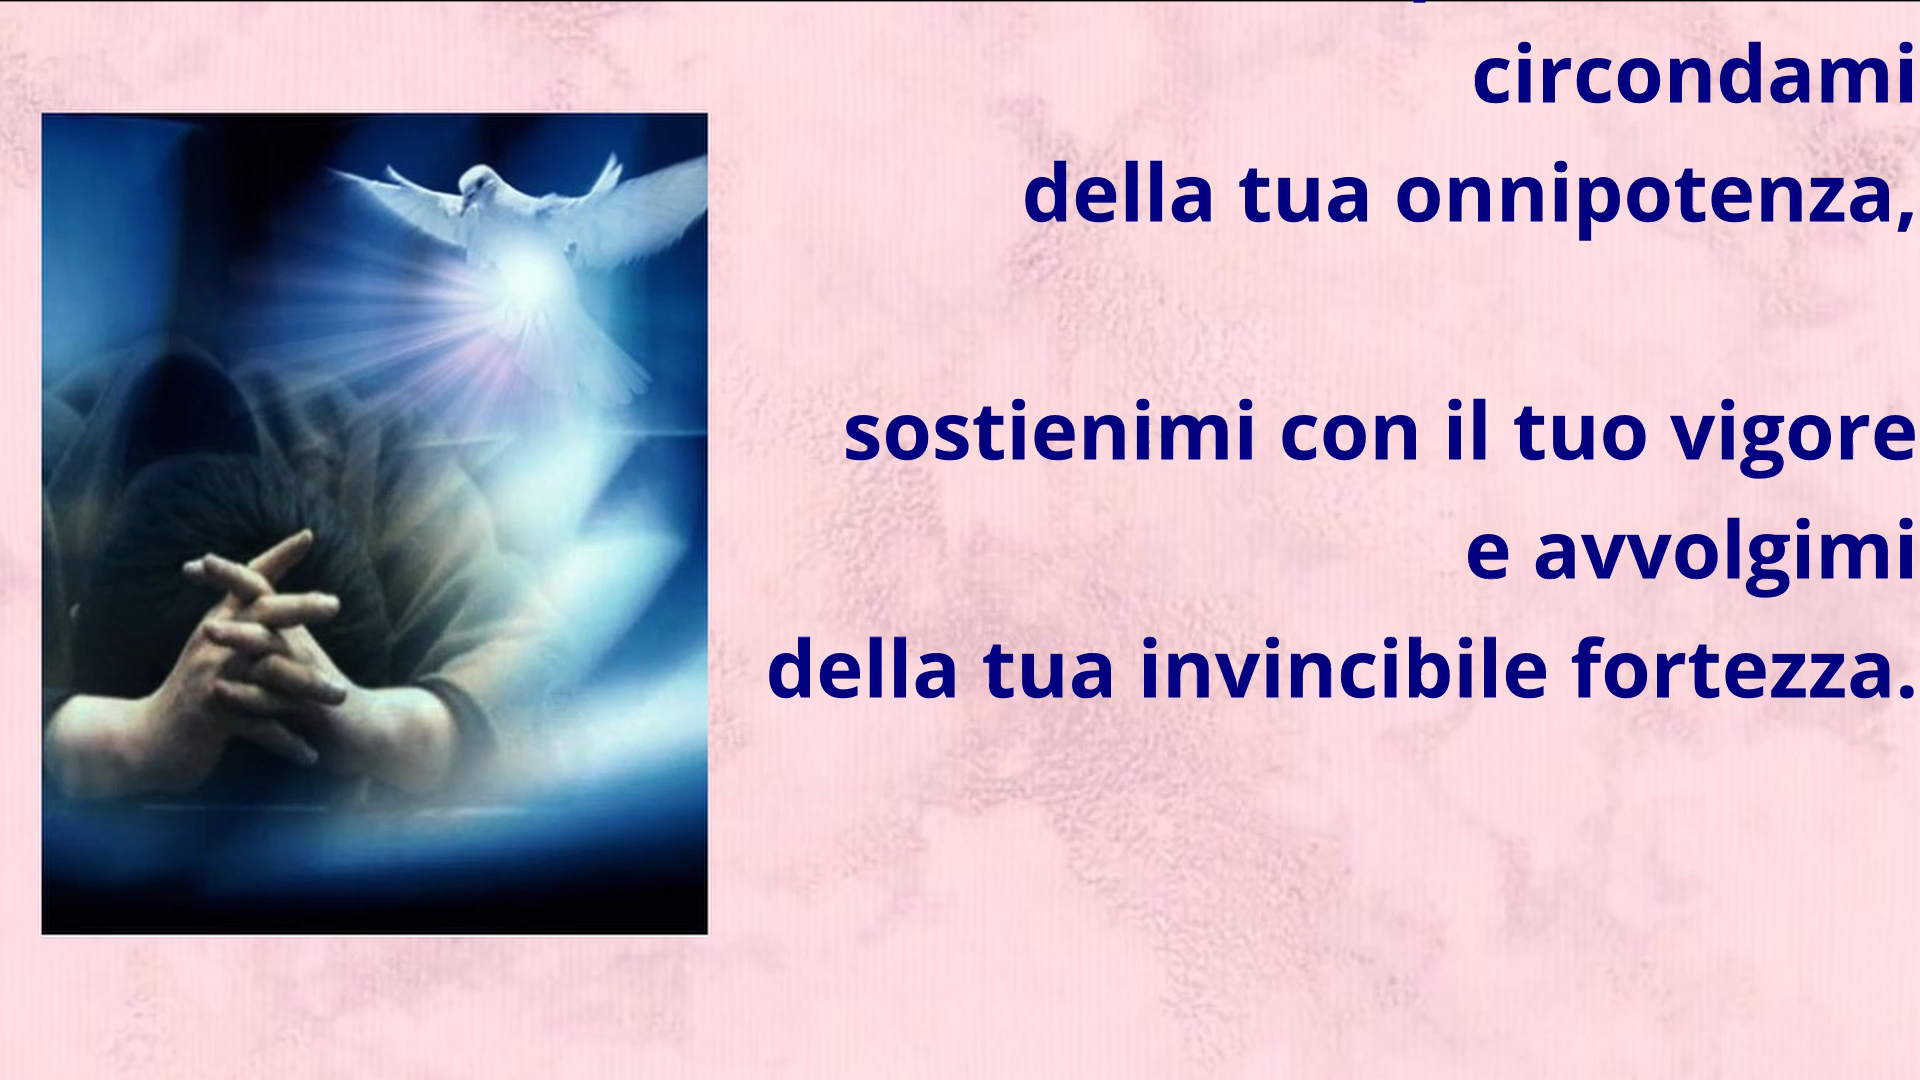 circondami
della tua onnipotenza,
sostienimi con il tuo vigore
e avvolgimi
della tua invincibile fortezza.